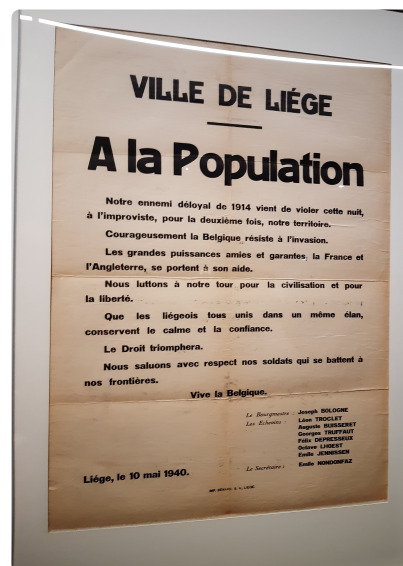 VILLE DE LIÉGE
A la Population
Notre ennemi déloyal de 1914 vient de violer cette nuit,
à l'improviste, pour la deuxième fois, notre territoire.
Courageusement la Belgique résiste à l'invasion.
Les grandes puissances amies et garantes, la France et
l'Angleterre, se portent à son aide.
Nous luttons à notre tour pour la civilisation et pour
la liberté.
Que les liégeois tous unis dans un même élan,
conservent le calme et la confiance.
Le Droit triomphera.
Nous saluons avec respect nos soldats qui se battent à
nos frontières.
Vive la Belgique.
Le Bourgmestre : Joseph BOLOGNE
Les Echevins : Léon TROCLET
Auguste BUISSERET
Georges TRUFFAUT
Félix DEPRESSEUX
Octave LHOEST
Emile JENNISSEN
Le Secrétaire : Emile NONDONFAZ
Liége, le 10 mai 1940.